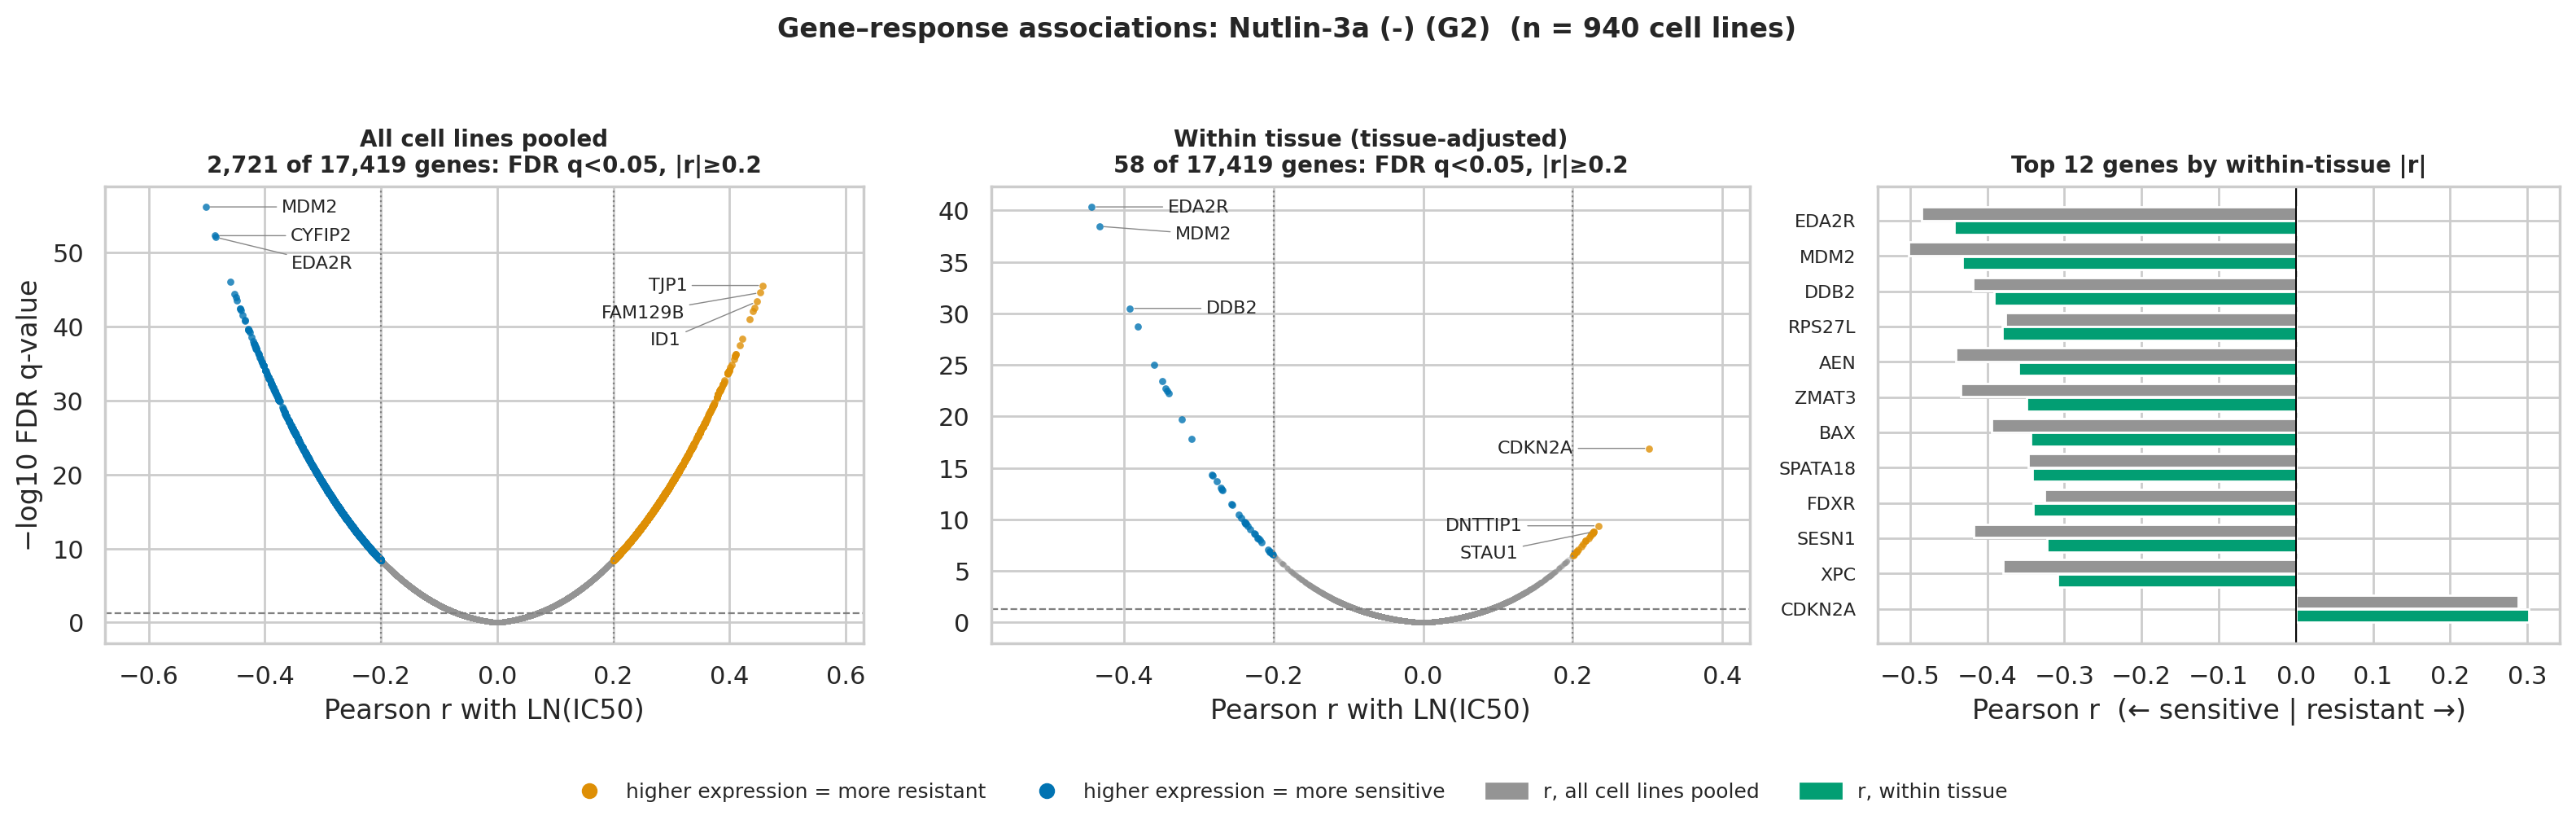 Gene–response associations: Nutlin-3a (-) (G2)  (n = 940 cell lines)
All cell lines pooled
2,721 of 17,419 genes: FDR q<0.05, |r|≥0.2
−log10 FDR q-value
50
40
30
20
10
0
MDM2
CYFIP2
EDA2R
TJP1
FAM129B
ID1
−0.6 −0.4 −0.2 0.0 0.2 0.4 0.6
Pearson r with LN(IC50)
Within tissue (tissue-adjusted)
58 of 17,419 genes: FDR q<0.05, |r|≥0.2
40
35
30
25
20
15
10
5
0
EDA2R
MDM2
DDB2
CDKN2A
DNTTIP1
STAU1
−0.4 −0.2 0.0 0.2 0.4
Pearson r with LN(IC50)
Top 12 genes by within-tissue |r|
EDA2R
MDM2
DDB2
RPS27L
AEN
ZMAT3
BAX
SPATA18
FDXR
SESN1
XPC
CDKN2A
−0.5 −0.4 −0.3 −0.2 −0.1 0.0 0.1 0.2 0.3
Pearson r  (← sensitive | resistant →)
higher expression = more resistant
higher expression = more sensitive
r, all cell lines pooled
r, within tissue